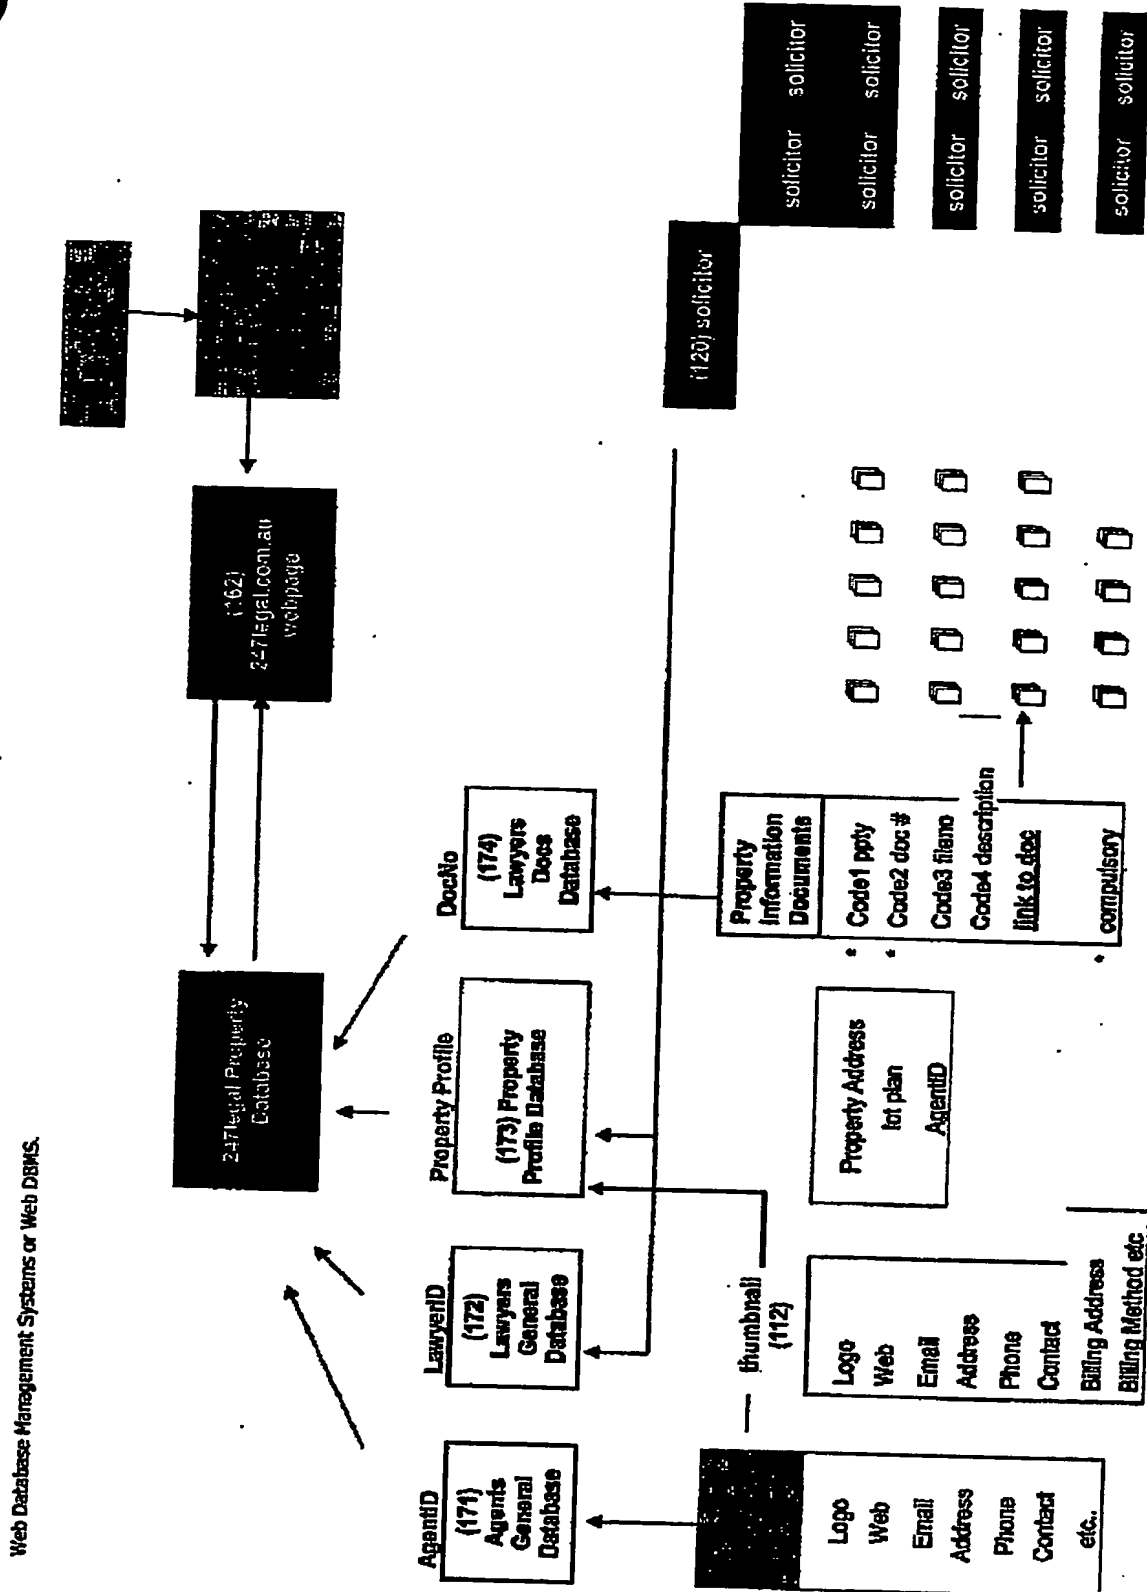 Web Database Management Systems or Web DBMS.
247legal Property
Database
(162)
247legal.com.au
webpage
AgentID
(171)
Agents
General
Database
LawyerID
(172)
Lawyers
General
Database
Property Profile
(173) Property
Profile Database
DocNo
(174)
Lawyers
Docs
Database
(120) solicitor
solicitor solicitor
solicitor solicitor
solicitor solicitor
solicitor solicitor
solicitor solicitor
thumbnail
(112)
Logo
Web
Email
Address
Phone
Contact
etc..
Logo
Web
Email
Address
Phone
Contact
Billing Address
Billing Method etc
Property Address
lot plan
AgentID
Property
Information
Documents
* Code1 ppty
* Code2 doc #
Code3 fileno
Code4 description
link to doc
* compulsory